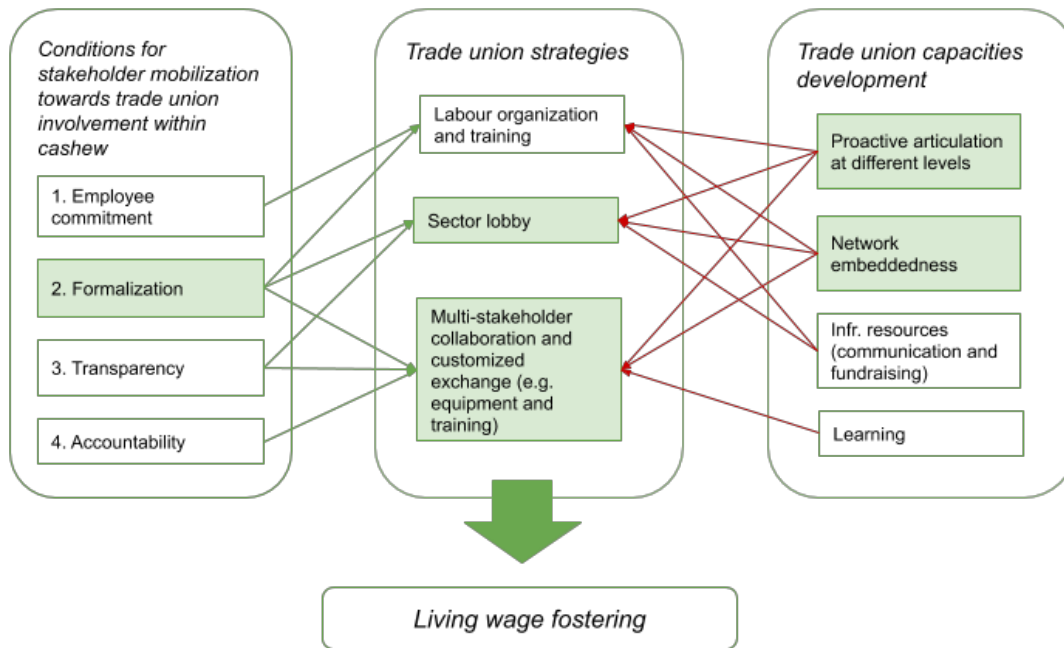 Conditions for
stakeholder mobilization
towards trade union
involvement within
cashew
1. Employee
commitment
2. Formalization
3. Transparency
4. Accountability
Trade union strategies
Labour organization
and training
Sector lobby
Multi-stakeholder
collaboration and
customized
exchange (e.g.
equipment and
training)
Trade union capacities
development
Proactive articulation
at different levels
Network
embeddedness
Infr. resources
(communication and
fundraising)
Learning
Living wage fostering